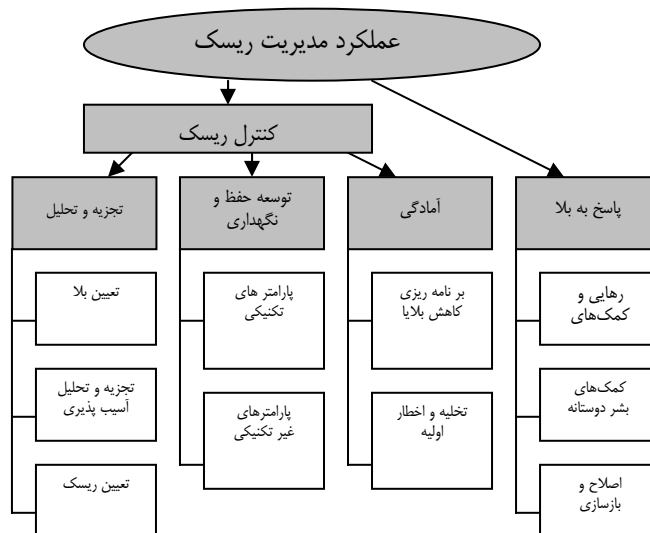 عملکرد مدیریت ریسک
کنترل ریسک
تجزیه و تحلیل
توسعه حفظ و
نگهداری
آمادگی
پاسخ به بلا
تعیین بلا
تجزیه و تحلیل
آسیب پذیری
تعیین ریسک
پارامتر های
تکنیکی
پارامترهای
غیر تکنیکی
بر نامه ریزی
کاهش بلایا
تخلیه و اخطار
اولیه
رهایی و
کمک‌های
کمک‌های
بشر دوستانه
اصلاح و
بازسازی